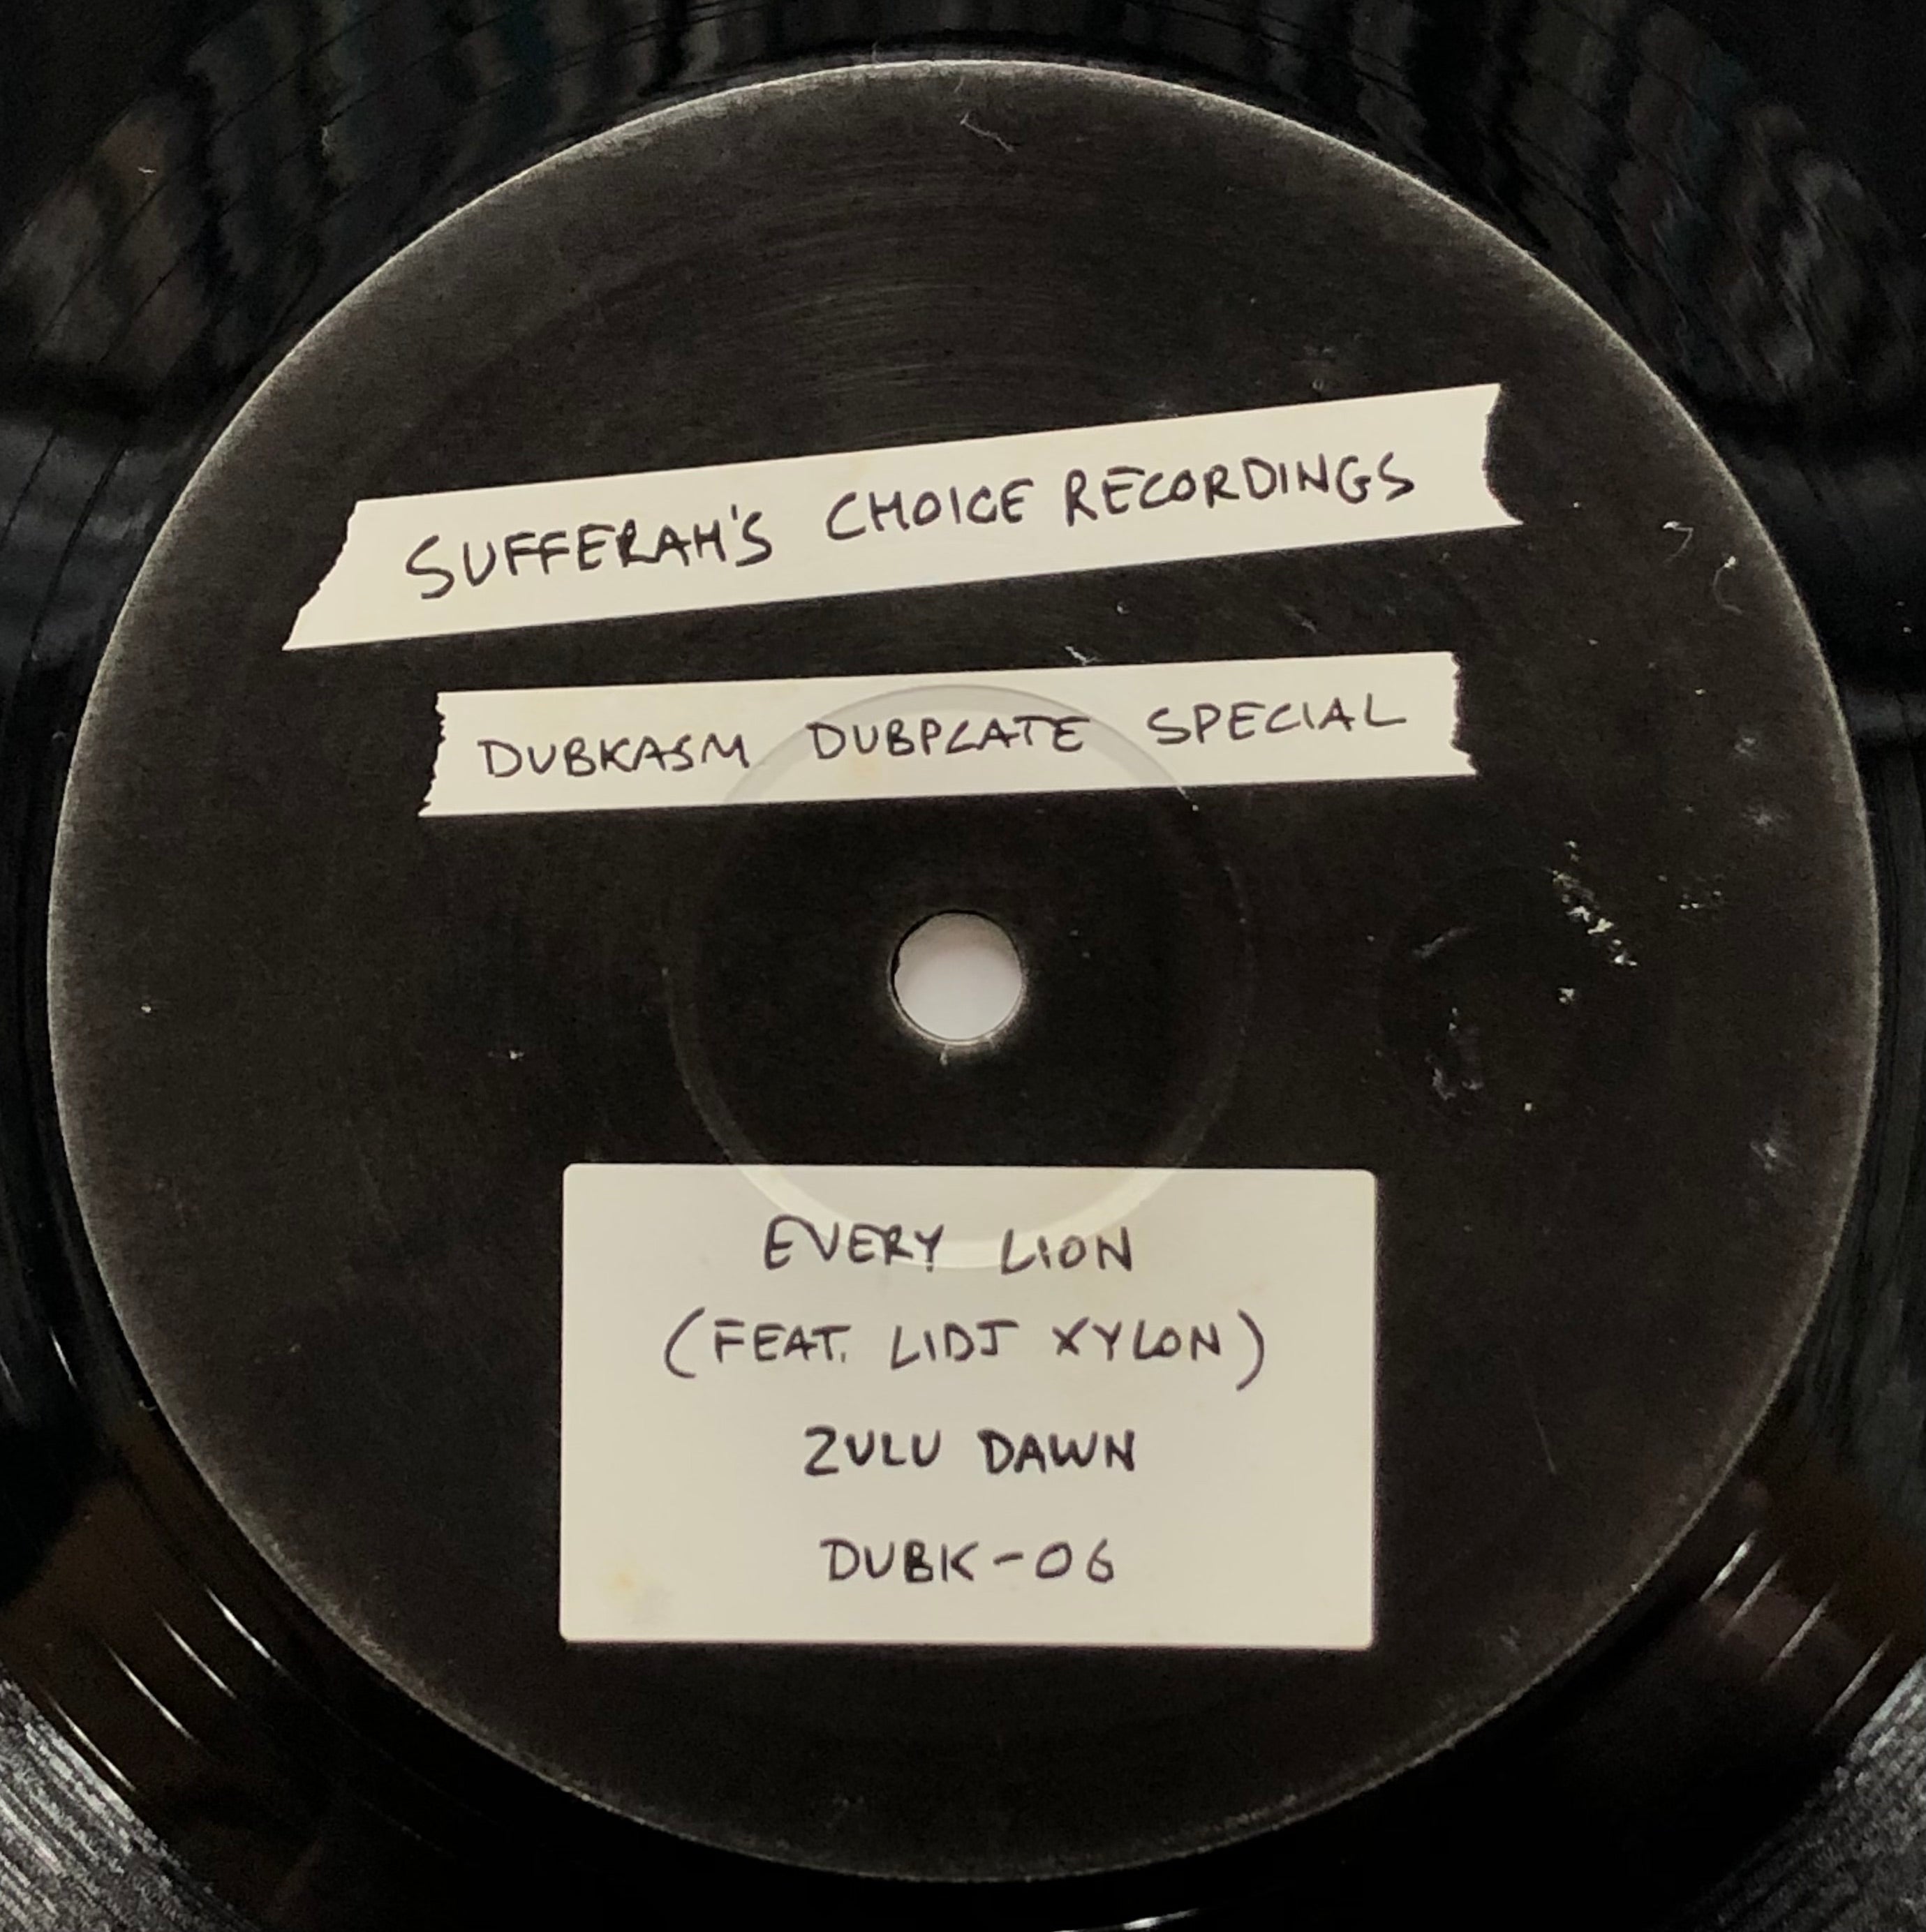 SUFFERAH'S CHOICE RECORDINGS
DUBKASM DUBPLATE SPECIAL
EVERY LION
(FEAT. LIDJ XYLON)
ZULU DAWN
DUBK-06